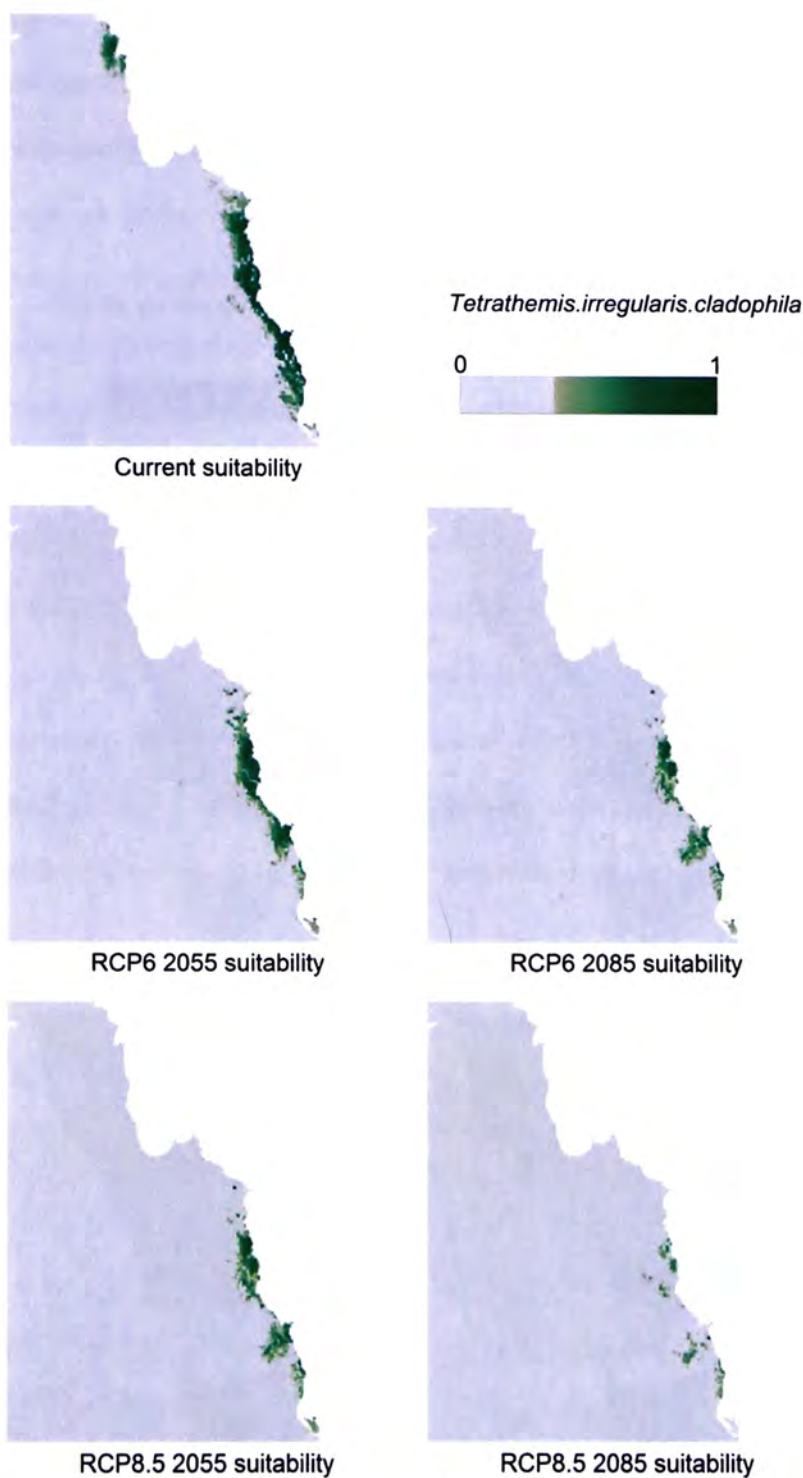 Tetrathemis.irregularis.cladophila
0 1
Current suitability
RCP6 2055 suitability
RCP6 2085 suitability
RCP8.5 2055 suitability
RCP8.5 2085 suitability